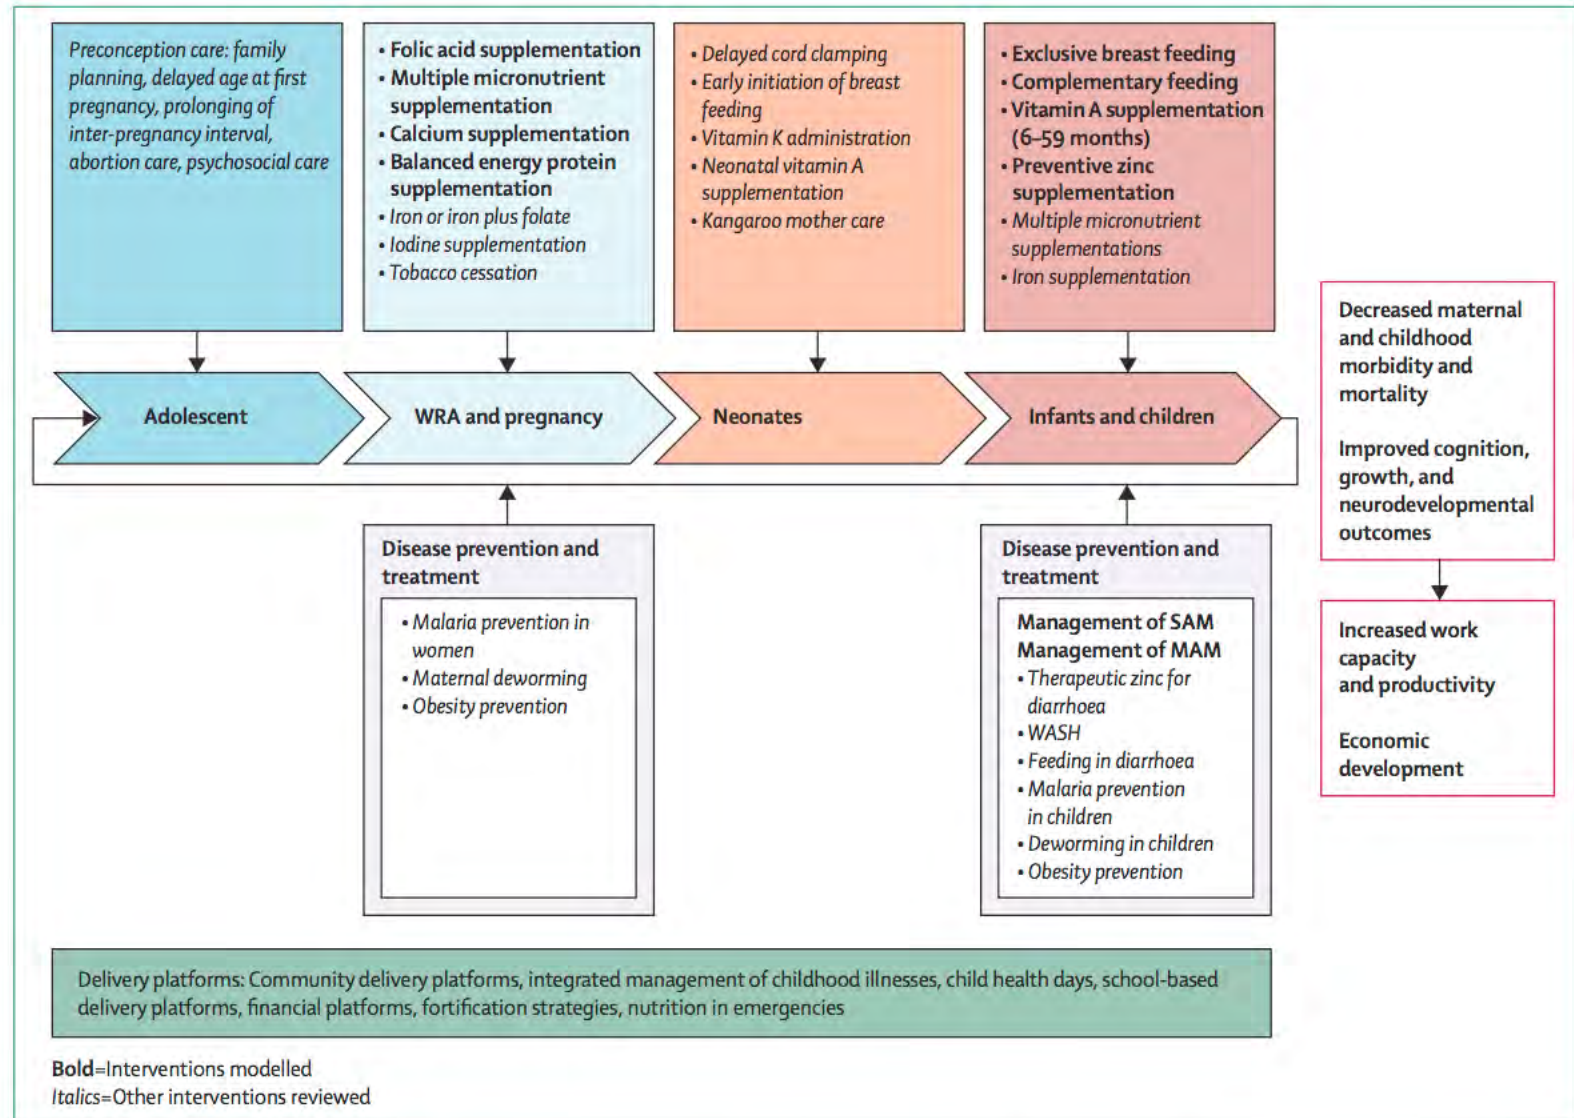 Preconception care: family
planning, delayed age at first
pregnancy, prolonging of
inter-pregnancy interval,
abortion care, psychosocial care
• Folic acid supplementation
• Multiple micronutrient
supplementation
• Calcium supplementation
• Balanced energy protein
supplementation
• Iron or iron plus folate
• Iodine supplementation
• Tobacco cessation
• Delayed cord clamping
• Early initiation of breast
feeding
• Vitamin K administration
• Neonatal vitamin A
supplementation
• Kangaroo mother care
• Exclusive breast feeding
• Complementary feeding
• Vitamin A supplementation
(6–59 months)
• Preventive zinc
supplementation
• Multiple micronutrient
supplementations
• Iron supplementation
Adolescent
WRA and pregnancy
Neonates
Infants and children
Disease prevention and
treatment
• Malaria prevention in
women
• Maternal deworming
• Obesity prevention
Disease prevention and
treatment
Management of SAM
Management of MAM
• Therapeutic zinc for
diarrhoea
• WASH
• Feeding in diarrhoea
• Malaria prevention
in children
• Deworming in children
• Obesity prevention
Decreased maternal
and childhood
morbidity and
mortality
Improved cognition,
growth, and
neurodevelopmental
outcomes
Increased work
capacity
and productivity
Economic
development
Delivery platforms: Community delivery platforms, integrated management of childhood illnesses, child health days, school-based
delivery platforms, financial platforms, fortification strategies, nutrition in emergencies
Bold=Interventions modelled
Italics=Other interventions reviewed